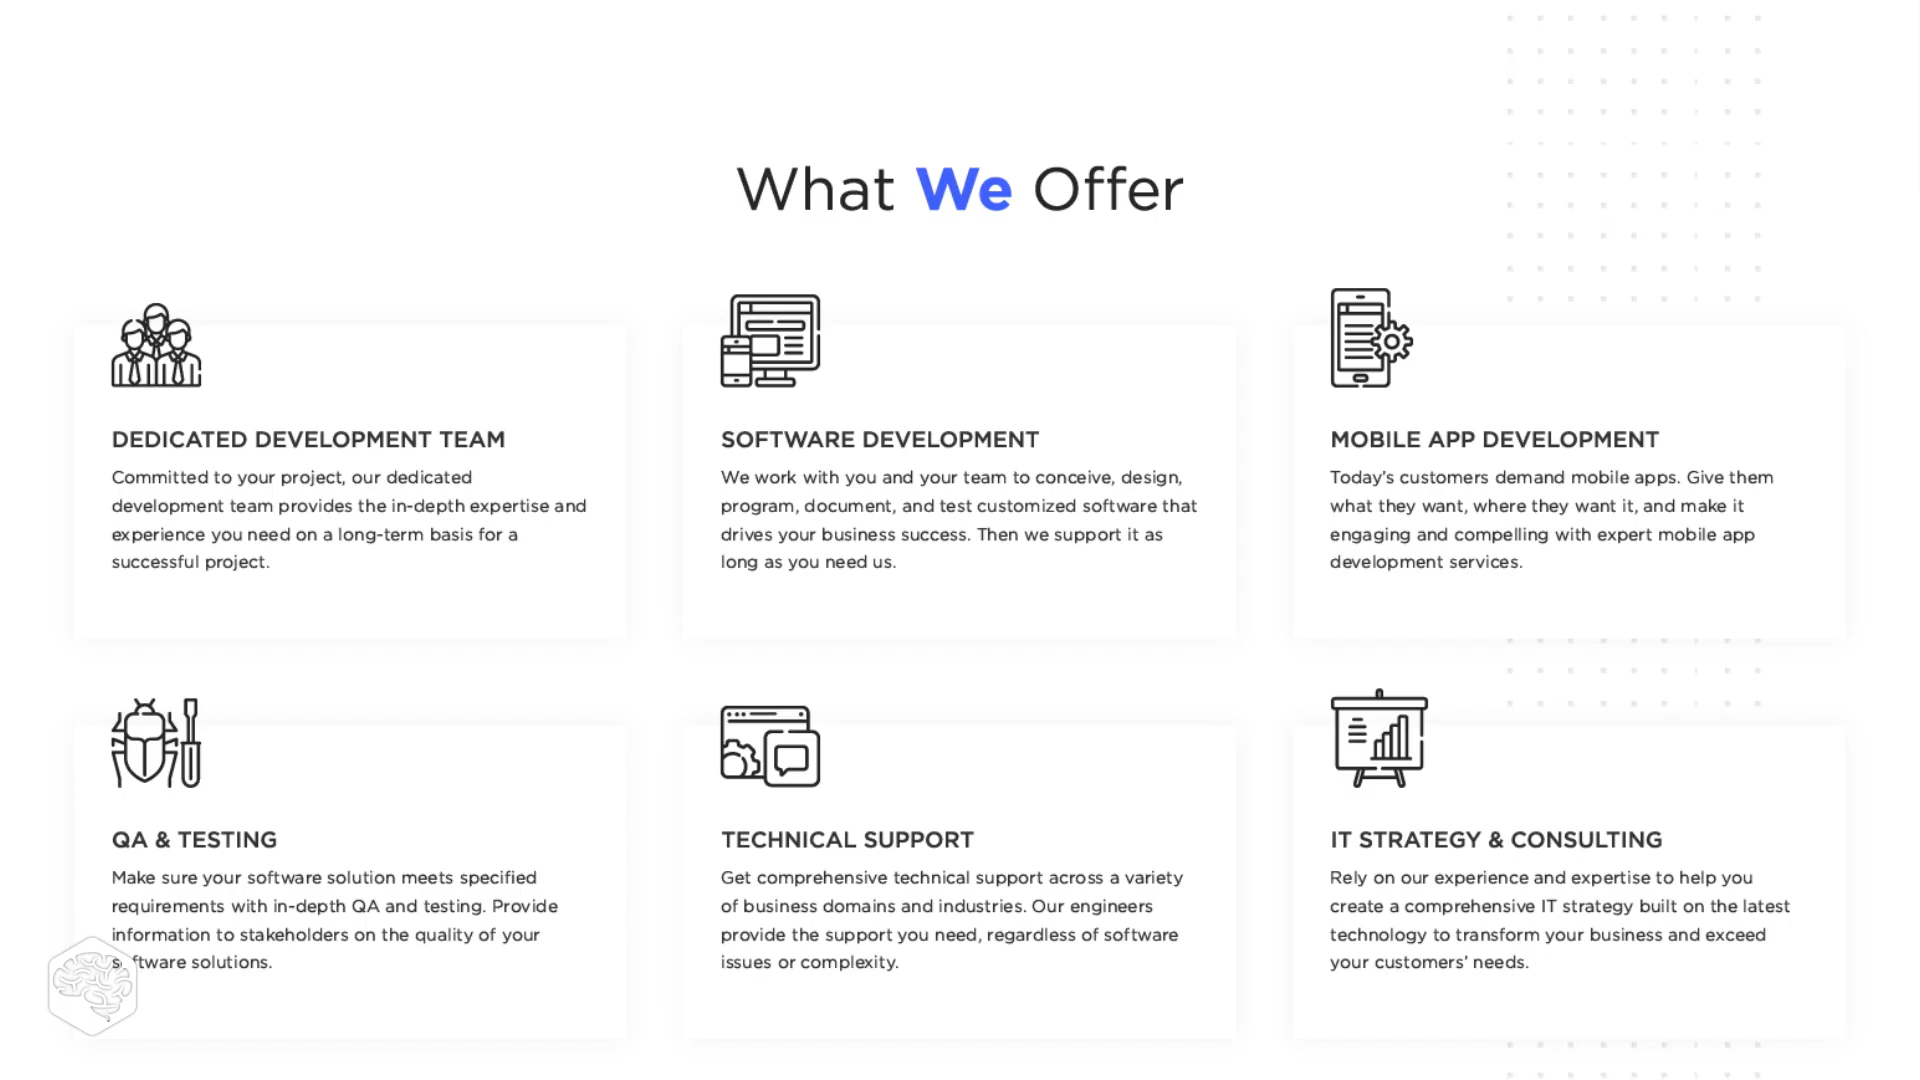 What We Offer
DEDICATED DEVELOPMENT TEAM
Committed to your project, our dedicated
development team provides the in-depth expertise and
experience you need on a long-term basis for a
successful project.
SOFTWARE DEVELOPMENT
We work with you and your team to conceive, design,
program, document, and test customized software that
drives your business success. Then we support it as
long as you need us.
MOBILE APP DEVELOPMENT
Today's customers demand mobile apps. Give them
what they want, where they want it, and make it
engaging and compelling with expert mobile app
development services.
QA & TESTING
Make sure your software solution meets specified
requirements with in-depth QA and testing. Provide
information to stakeholders on the quality of your
software solutions.
TECHNICAL SUPPORT
Get comprehensive technical support across a variety
of business domains and industries. Our engineers
provide the support you need, regardless of software
issues or complexity.
IT STRATEGY & CONSULTING
Rely on our experience and expertise to help you
create a comprehensive IT strategy built on the latest
technology to transform your business and exceed
your customers' needs.